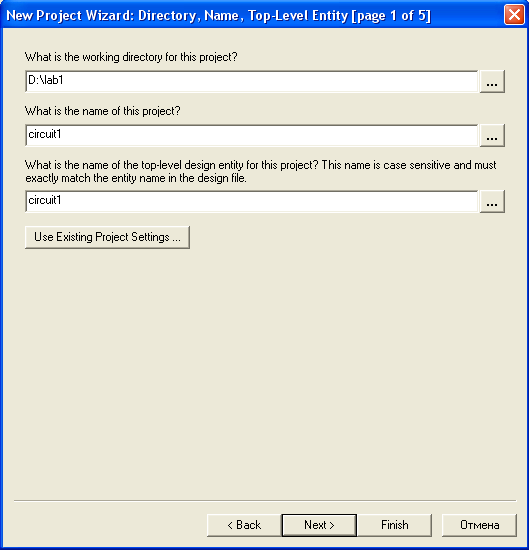 New Project Wizard: Directory, Name, Top-Level Entity [page 1 of 5]
What is the working directory for this project?
D:\lab1
...
What is the name of this project?
circuit1
...
What is the name of the top-level design entity for this project? This name is case sensitive and must
exactly match the entity name in the design file.
circuit1
...
Use Existing Project Settings ...
< Back
Next >
Finish
Отмена